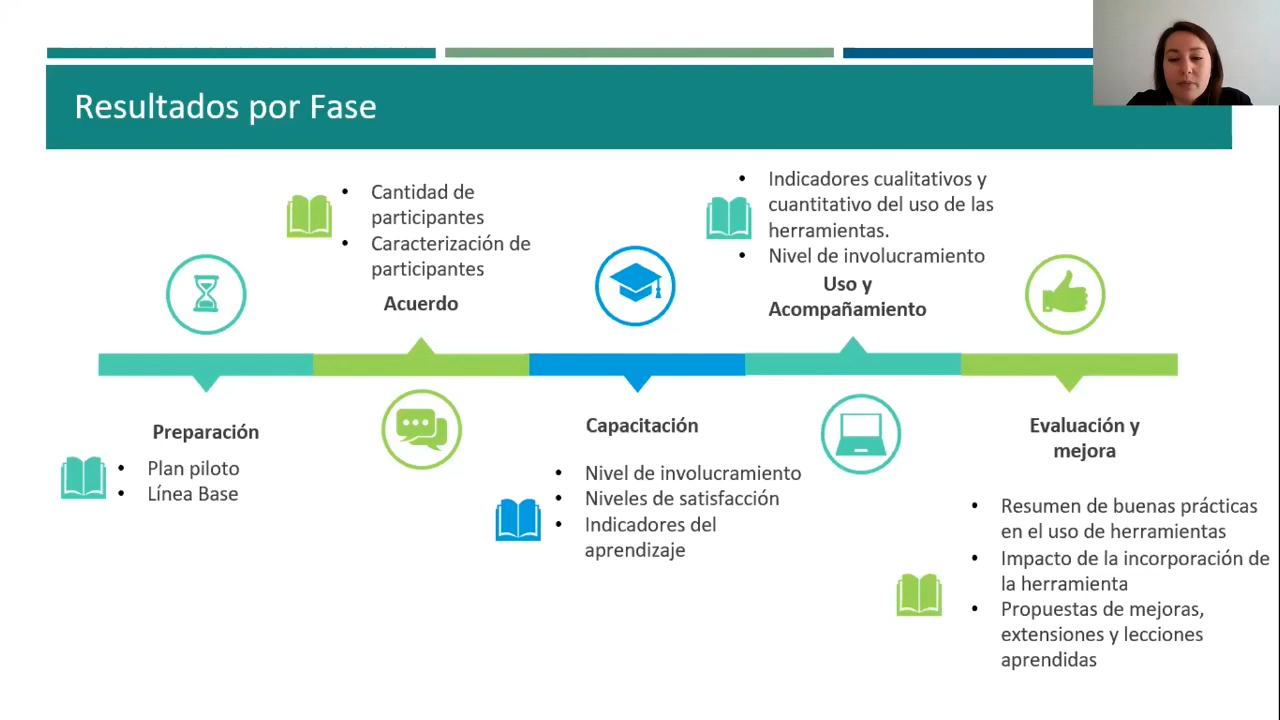 Resultados por Fase
Cantidad de
participantes
Caracterización de
participantes
Acuerdo
Indicadores cualitativos y
cuantitativo del uso de las
herramientas.
Nivel de involucramiento
Uso y
Acompañamiento
Preparación
Plan piloto
Línea Base
Capacitación
Nivel de involucramiento
Niveles de satisfacción
Indicadores del
aprendizaje
Evaluación y
mejora
Resumen de buenas prácticas
en el uso de herramientas
Impacto de la incorporación de
la herramienta
Propuestas de mejoras,
extensiones y lecciones
aprendidas